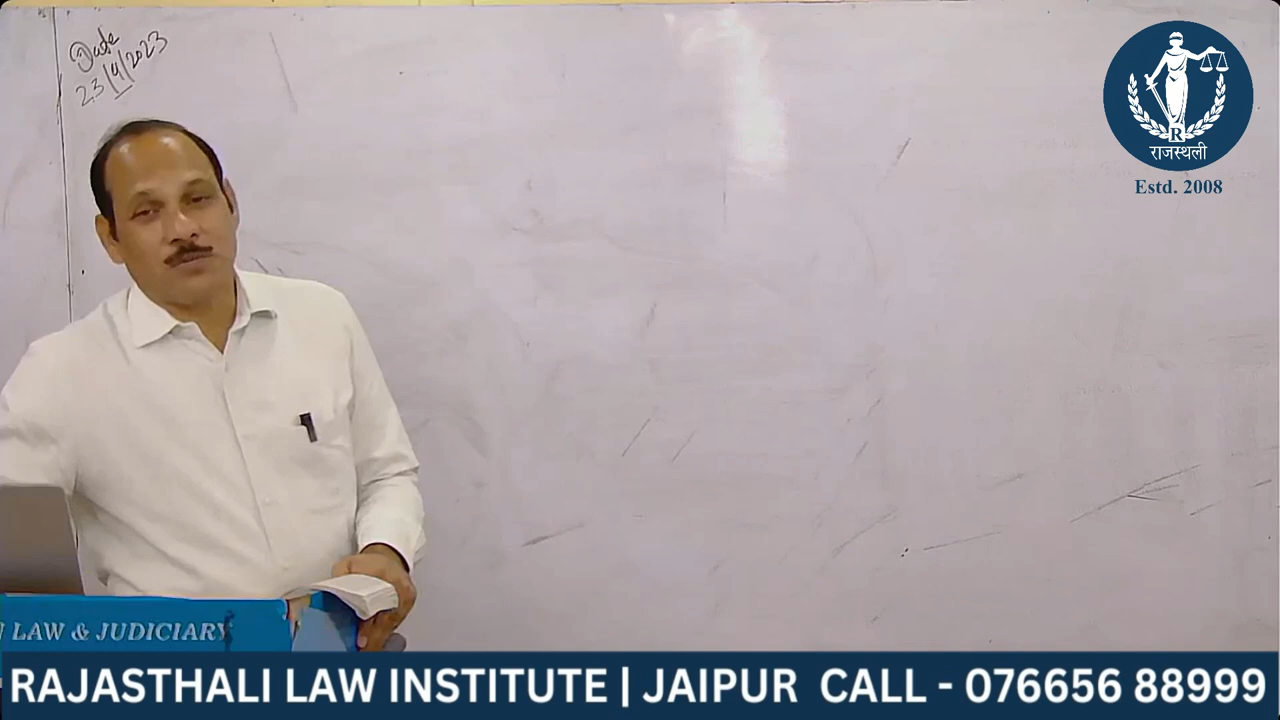 Date
23/9/2023
R
राजस्थली
Estd. 2008
LAW & JUDICIARY
RAJASTHALI LAW INSTITUTE | JAIPUR CALL - 076656 88999